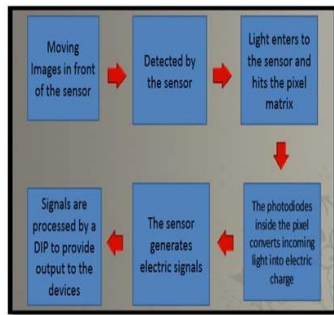 Moving
Images in front
of the sensor
Detected by
the sensor
Light enters to
the sensor and
hits the pixel
matrix
The photodiodes
inside the pixel
converts incoming
light into electric
charge
The sensor
generates
electric signals
Signals are
processed by a
DIP to provide
output to the
devices